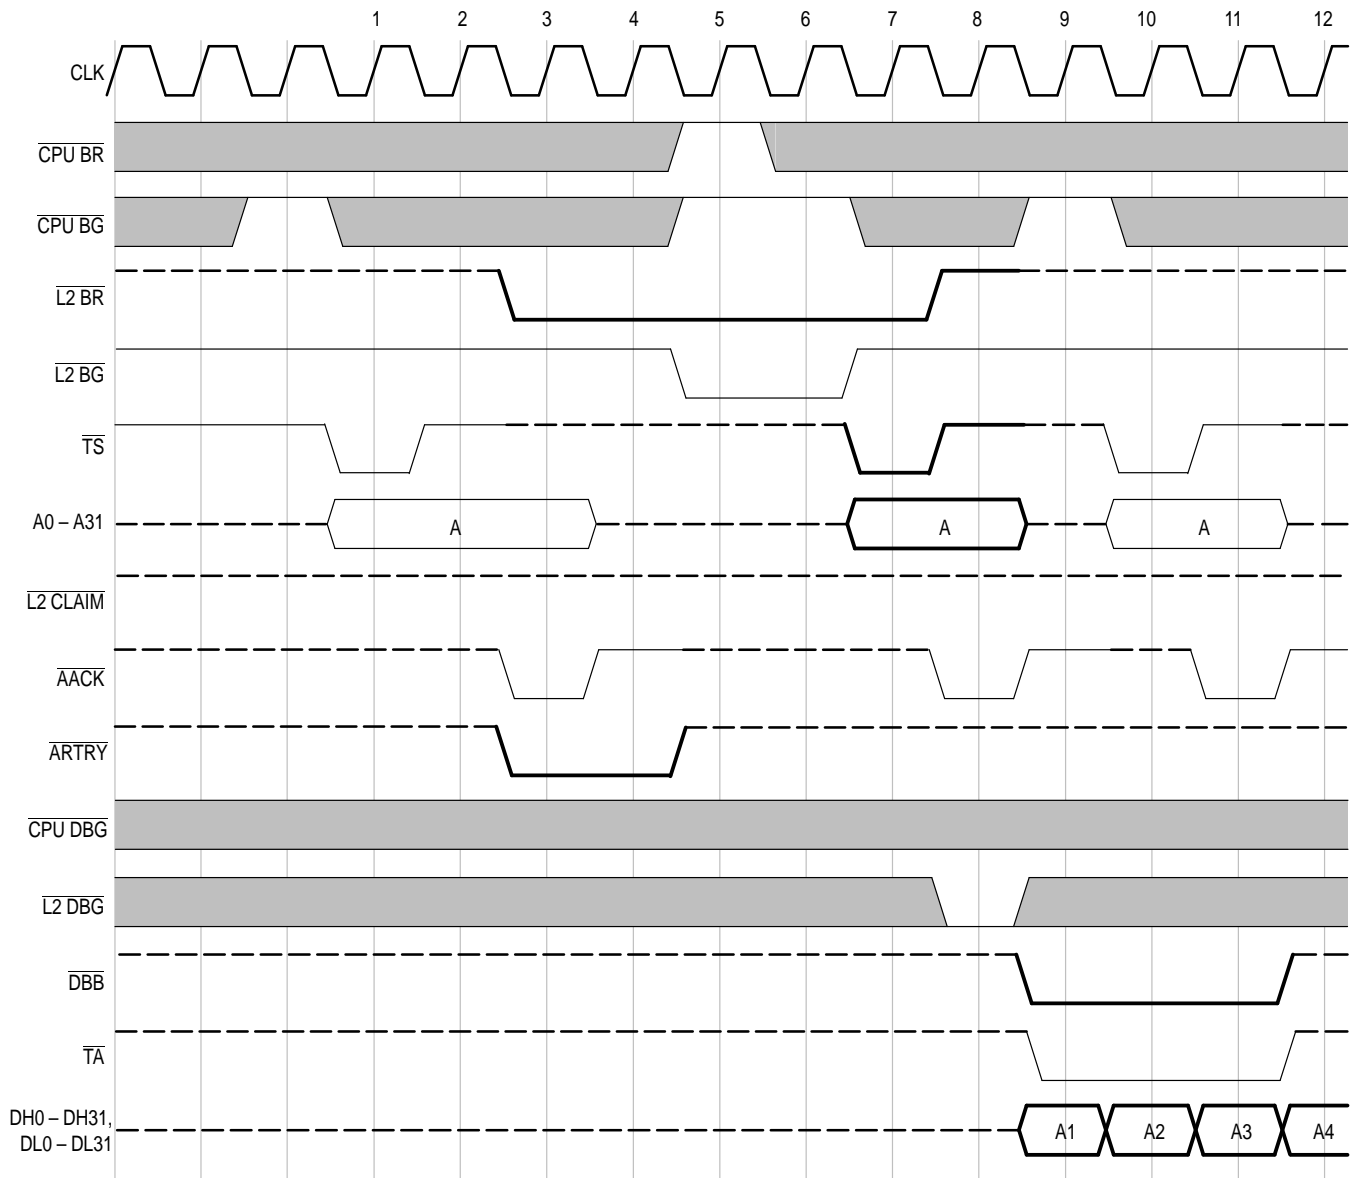 1 2 3 4 5 6 7 8 9 10 11 12
CLK
CPU BR
CPU BG
L2 BR
L2 BG
TS
A0 – A31 A A A
L2 CLAIM
AACK
ARTRY
CPU DBG
L2 DBG
DBB
TA
DH0 – DH31,
DL0 – DL31
A1 A2 A3 A4